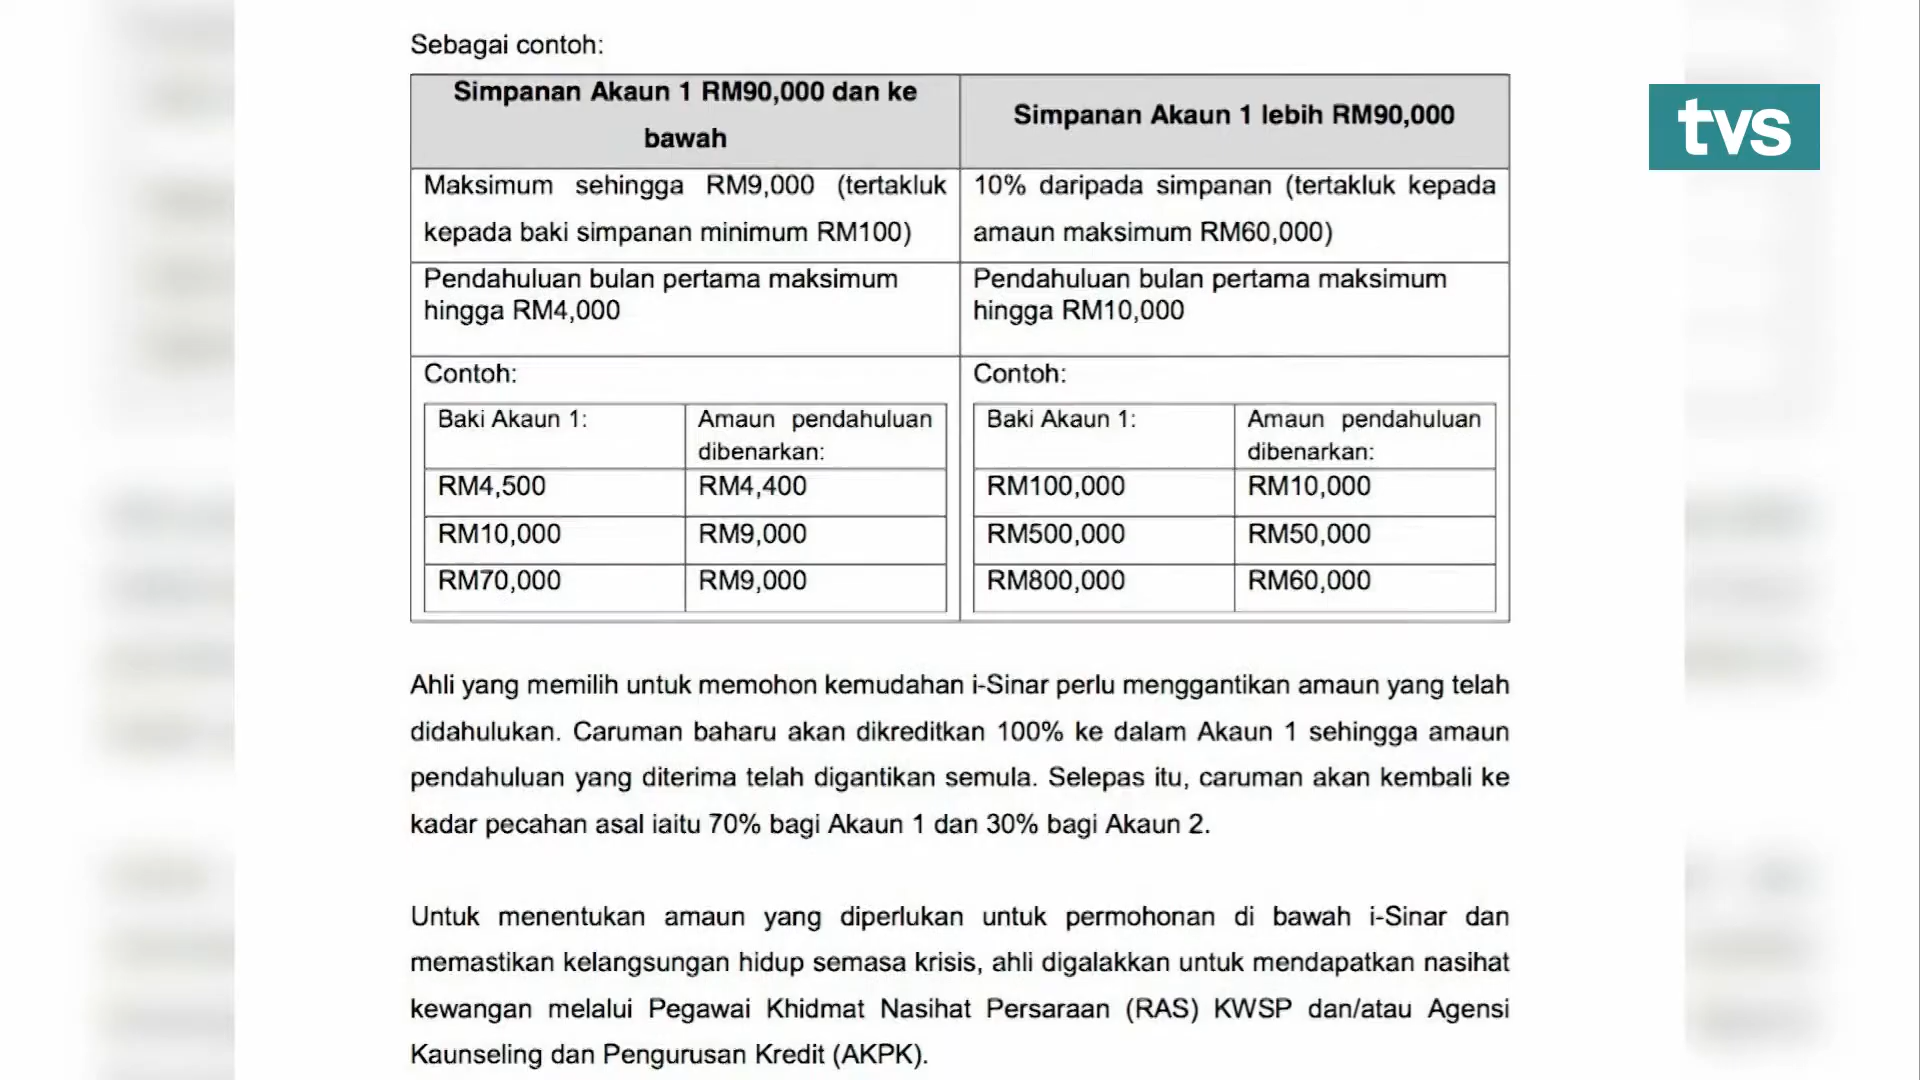 Sebagai contoh:
Simpanan Akaun 1 RM90,000 dan ke
bawah
Simpanan Akaun 1 lebih RM90,000
tvs
Maksimum sehingga RM9,000 (tertakluk
kepada baki simpanan minimum RM100)
10% daripada simpanan (tertakluk kepada
amaun maksimum RM60,000)
Pendahuluan bulan pertama maksimum
hingga RM4,000
Pendahuluan bulan pertama maksimum
hingga RM10,000
Contoh:
Baki Akaun 1:
Amaun pendahuluan
dibenarkan:
RM4,500
RM4,400
RM10,000
RM9,000
RM70,000
RM9,000
Contoh:
Baki Akaun 1:
Amaun pendahuluan
dibenarkan:
RM100,000
RM10,000
RM500,000
RM50,000
RM800,000
RM60,000
Ahli yang memilih untuk memohon kemudahan i-Sinar perlu menggantikan amaun yang telah
didahulukan. Caruman baharu akan dikreditkan 100% ke dalam Akaun 1 sehingga amaun
pendahuluan yang diterima telah digantikan semula. Selepas itu, caruman akan kembali ke
kadar pecahan asal iaitu 70% bagi Akaun 1 dan 30% bagi Akaun 2.
Untuk menentukan amaun yang diperlukan untuk permohonan di bawah i-Sinar dan
memastikan kelangsungan hidup semasa krisis, ahli digalakkan untuk mendapatkan nasihat
kewangan melalui Pegawai Khidmat Nasihat Persaraan (RAS) KWSP dan/atau Agensi
Kaunseling dan Pengurusan Kredit (AKPK).